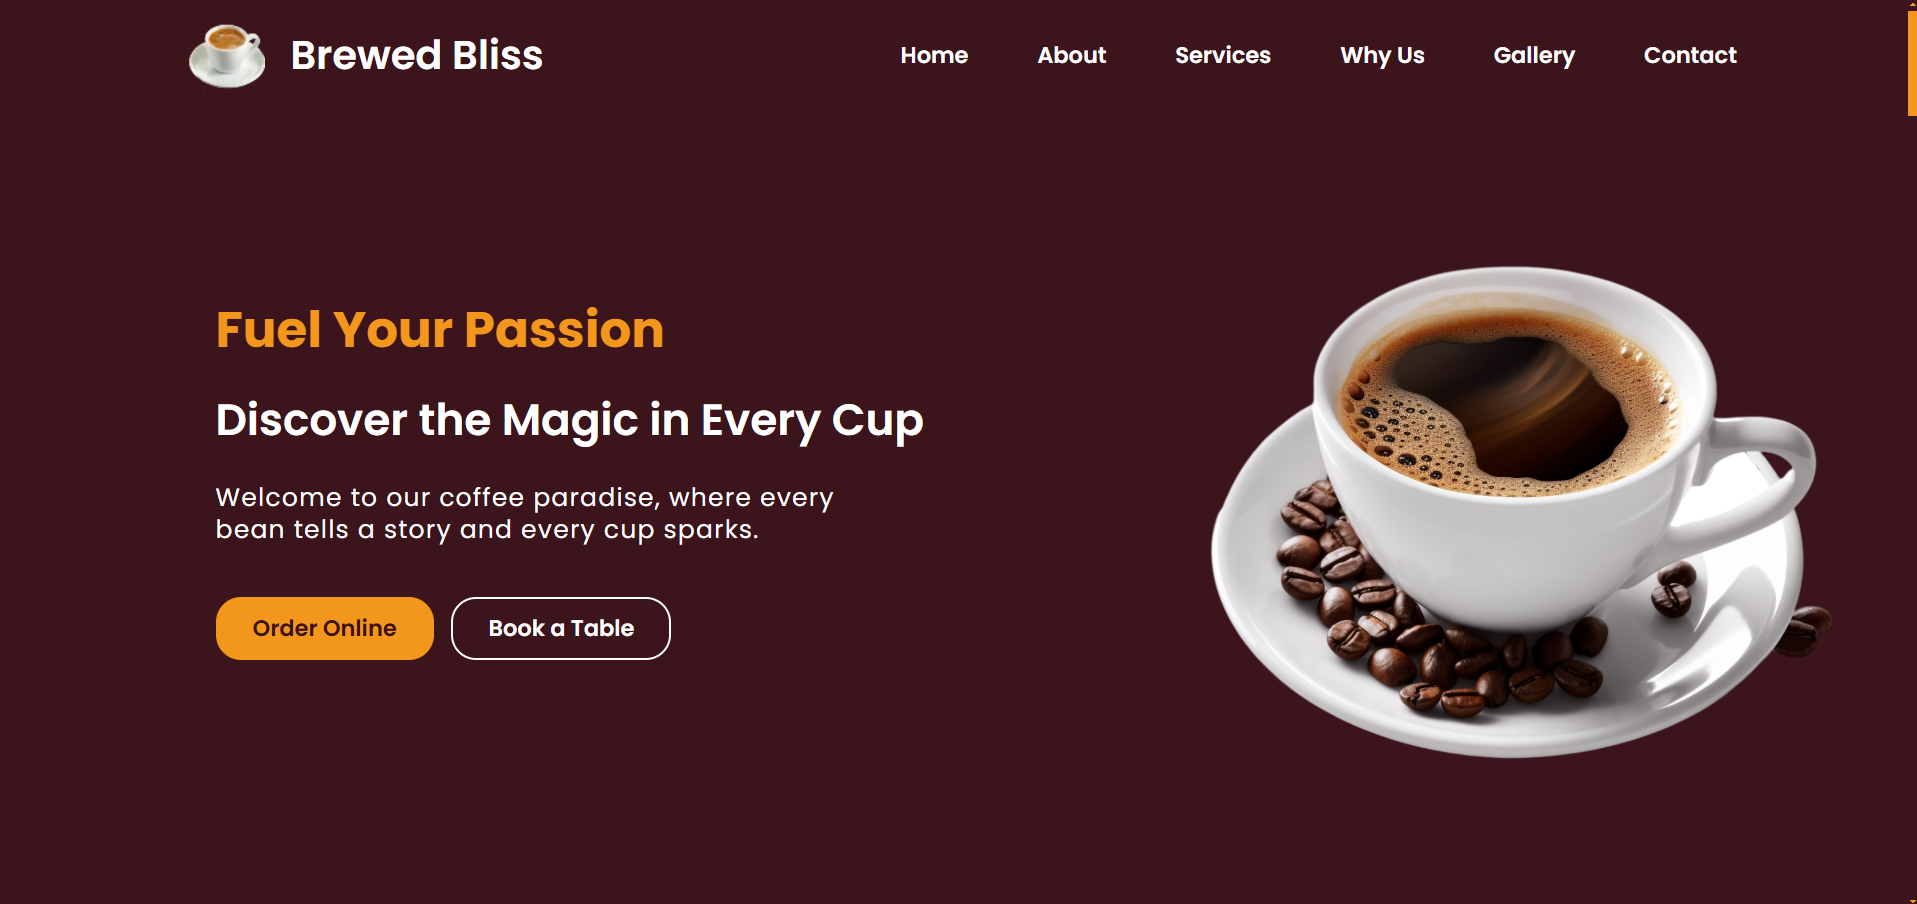 Brewed Bliss
Home About Services Why Us Gallery Contact
Fuel Your Passion
Discover the Magic in Every Cup
Welcome to our coffee paradise, where every
bean tells a story and every cup sparks.
Order Online Book a Table